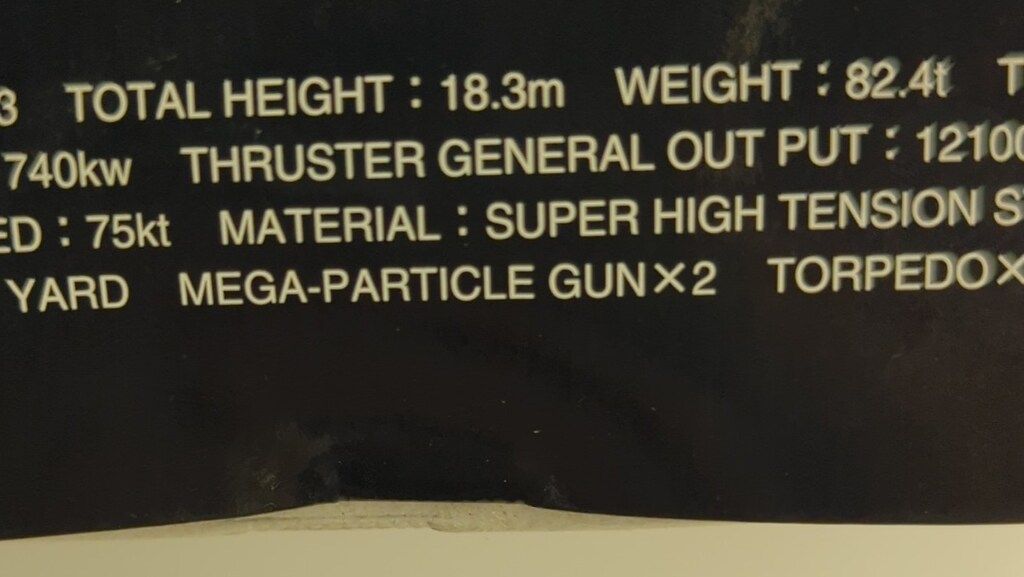 3 TOTAL HEIGHT：18.3m WEIGHT：82.4t T
740kw THRUSTER GENERAL OUT PUT：12100
ED：75kt MATERIAL：SUPER HIGH TENSION S
YARD MEGA-PARTICLE GUN×2 TORPEDO×